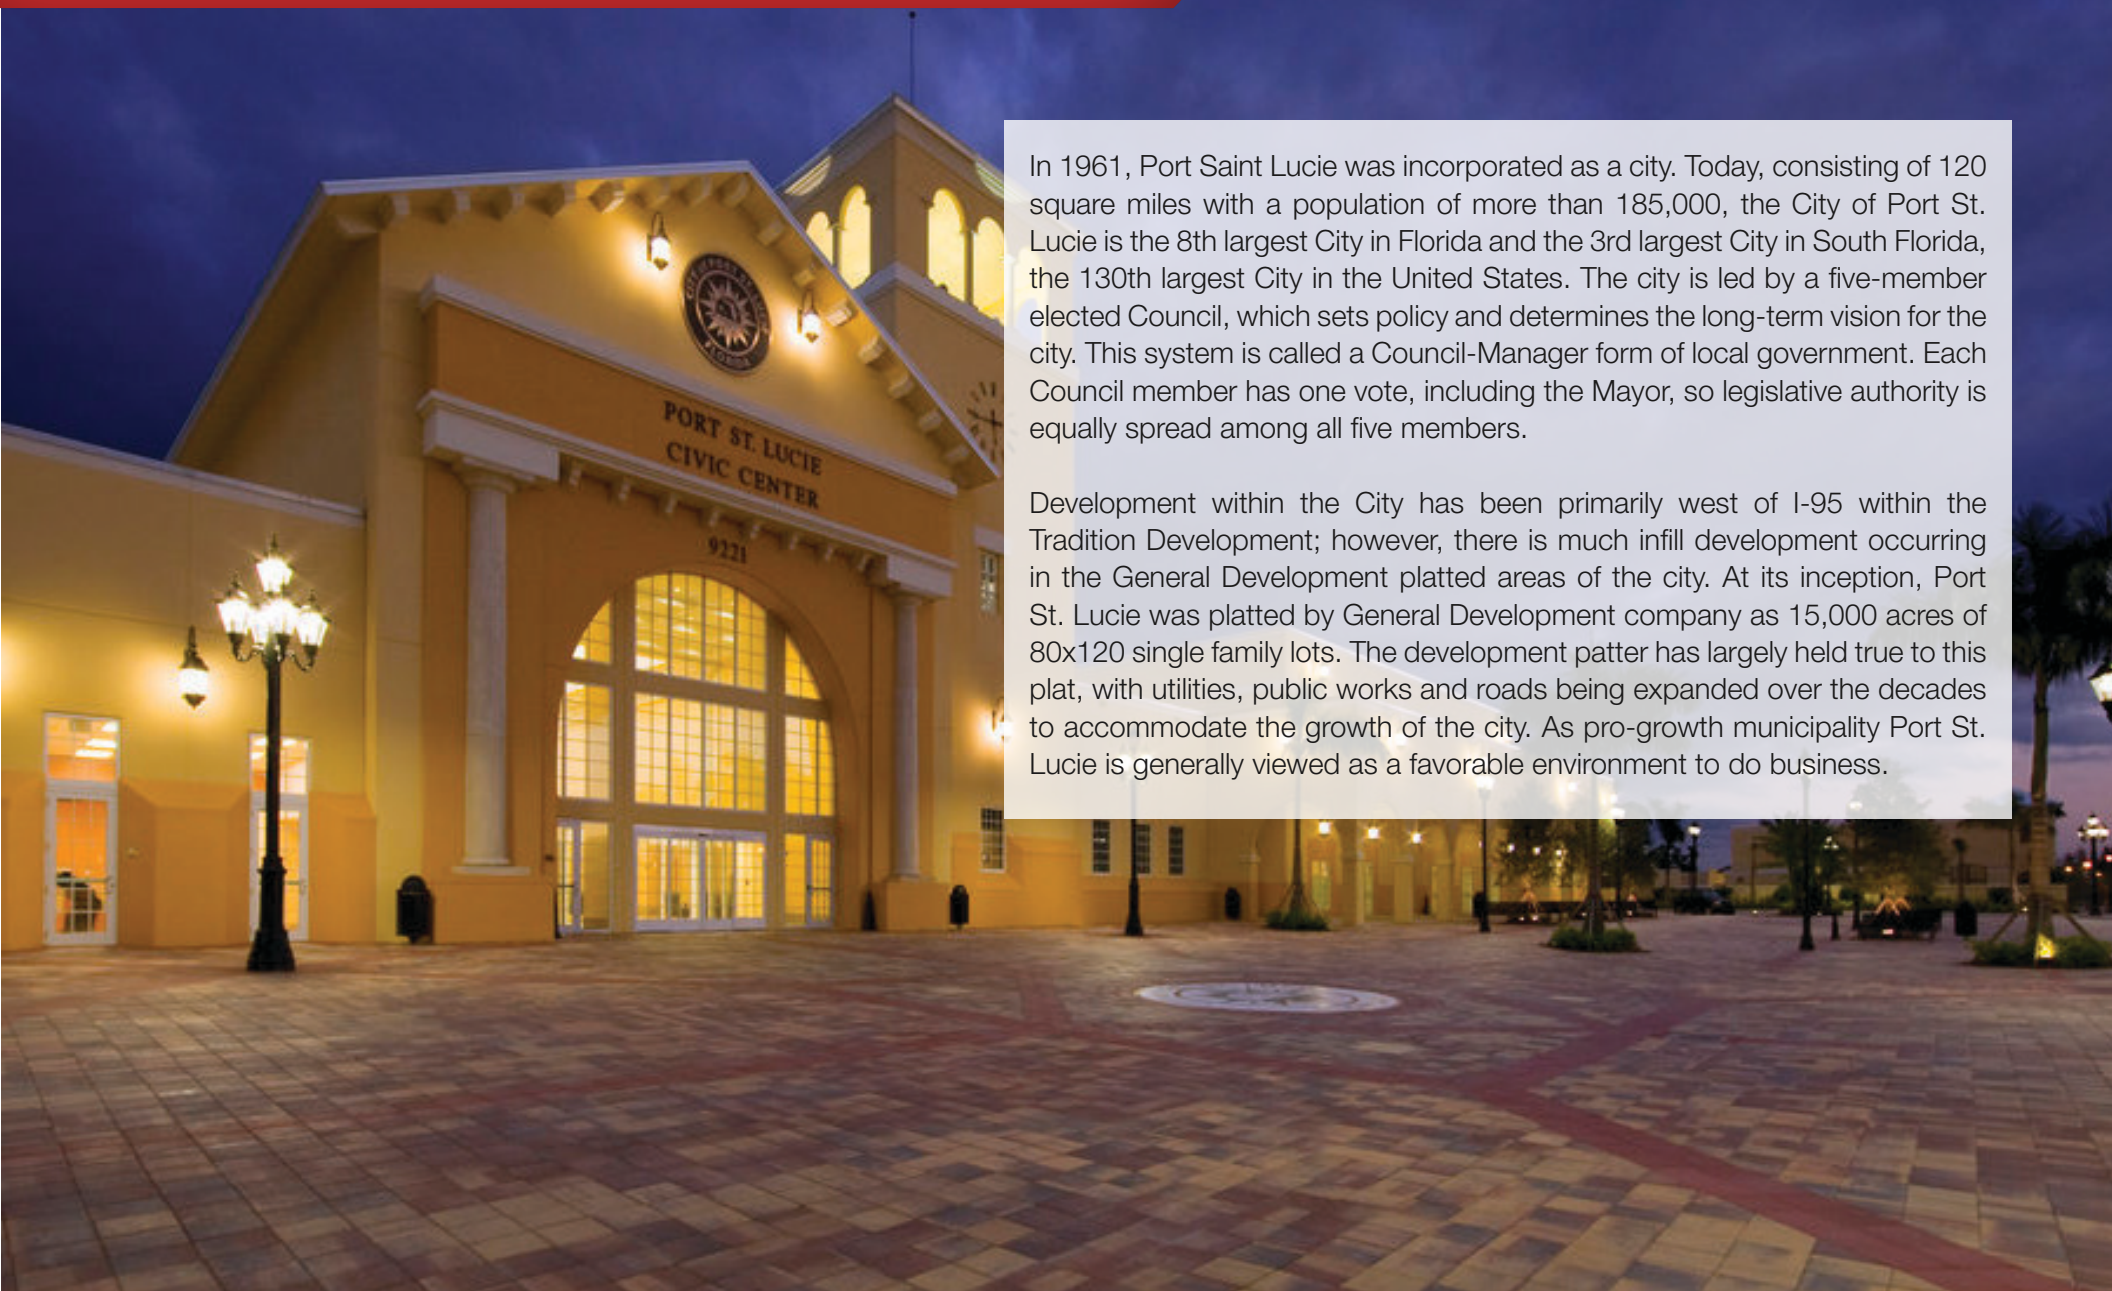 In 1961, Port Saint Lucie was incorporated as a city. Today, consisting of 120
square miles with a population of more than 185,000, the City of Port St.
Lucie is the 8th largest City in Florida and the 3rd largest City in South Florida,
the 130th largest City in the United States. The city is led by a five-member
elected Council, which sets policy and determines the long-term vision for the
city. This system is called a Council-Manager form of local government. Each
Council member has one vote, including the Mayor, so legislative authority is
equally spread among all five members.
Development within the City has been primarily west of I-95 within the
Tradition Development; however, there is much infill development occurring
in the General Development platted areas of the city. At its inception, Port
St. Lucie was platted by General Development company as 15,000 acres of
80x120 single family lots. The development patter has largely held true to this
plat, with utilities, public works and roads being expanded over the decades
to accommodate the growth of the city. As pro-growth municipality Port St.
Lucie is generally viewed as a favorable environment to do business.
PORT ST. LUCIE
CIVIC CENTER
9221
FLORIDA